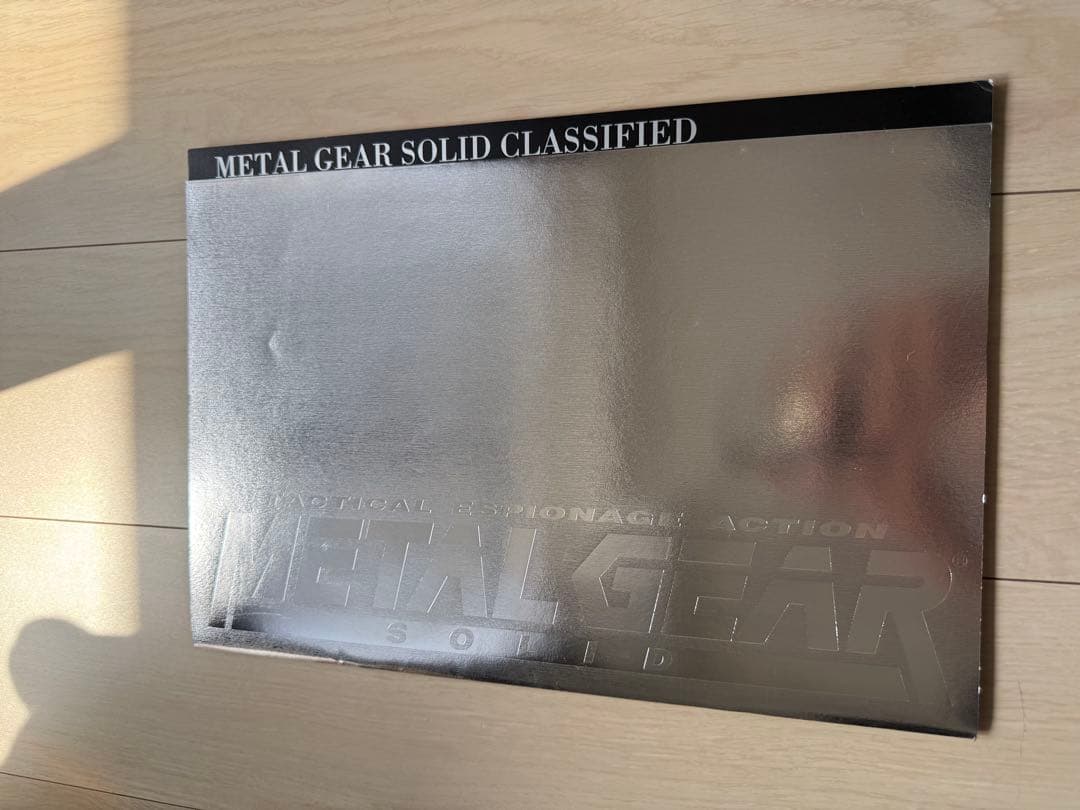 METAL GEAR SOLID CLASSIFIED
TACTICAL ESPIONAGE ACTION
METAL GEAR®
SOLID